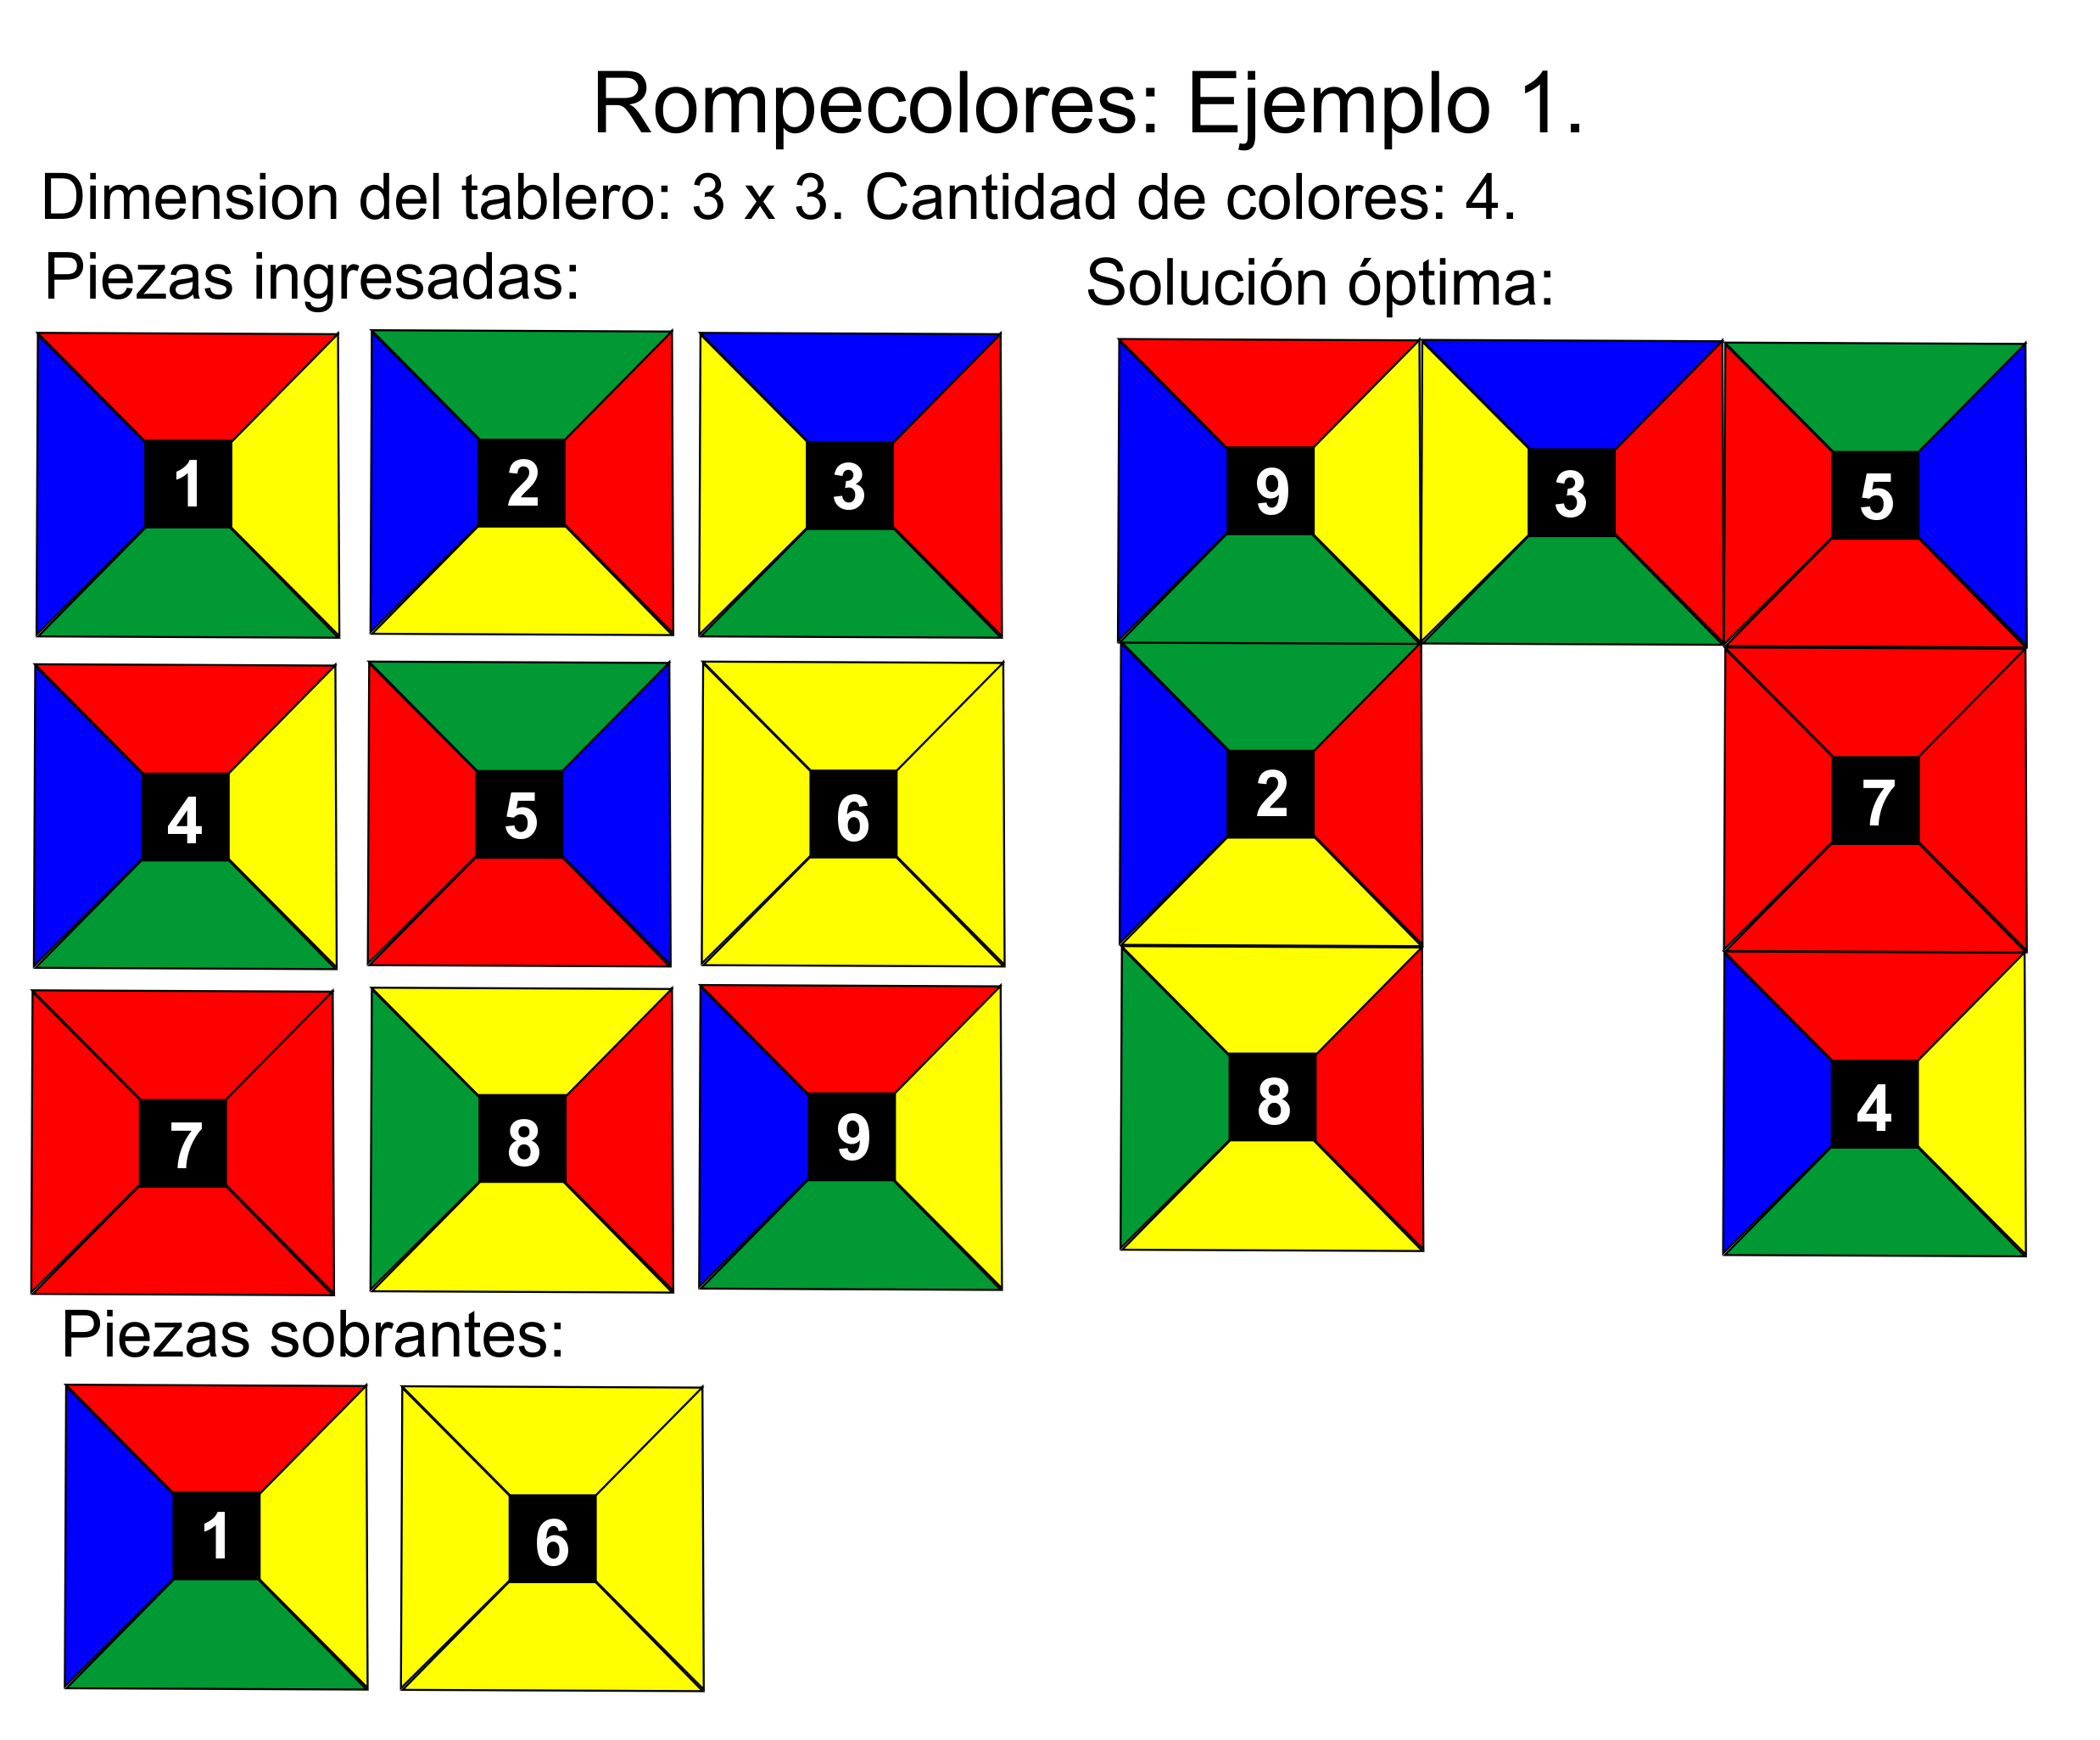 Rompecolores: Ejemplo 1.
Dimension del tablero: 3 x 3. Cantidad de colores: 4.
Piezas ingresadas:
1 2 3
4 5 6
7 8 9
Solución óptima:
9 3 5
2 7
8 4
Piezas sobrantes:
1 6